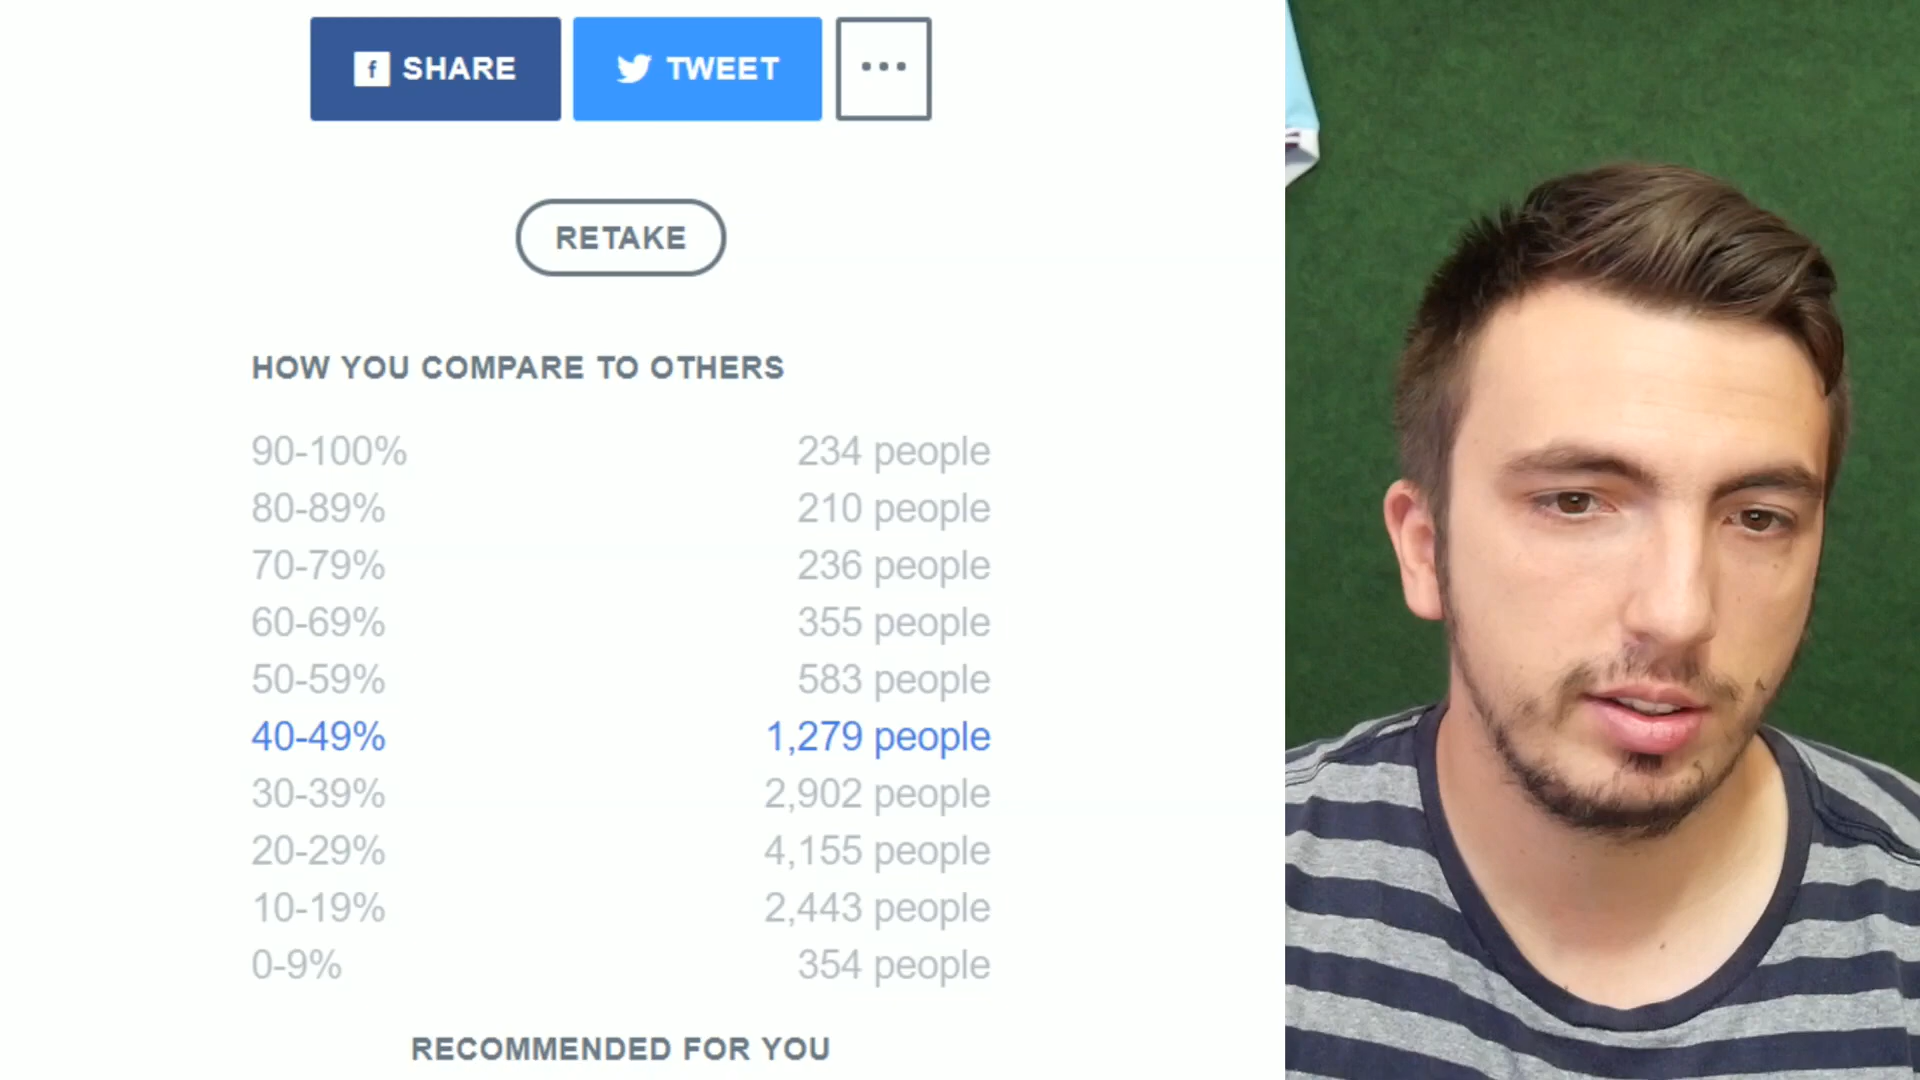 SHARE TWEET
RETAKE
HOW YOU COMPARE TO OTHERS
90-100% 234 people
80-89% 210 people
70-79% 236 people
60-69% 355 people
50-59% 583 people
40-49% 1,279 people
30-39% 2,902 people
20-29% 4,155 people
10-19% 2,443 people
0-9% 354 people
RECOMMENDED FOR YOU